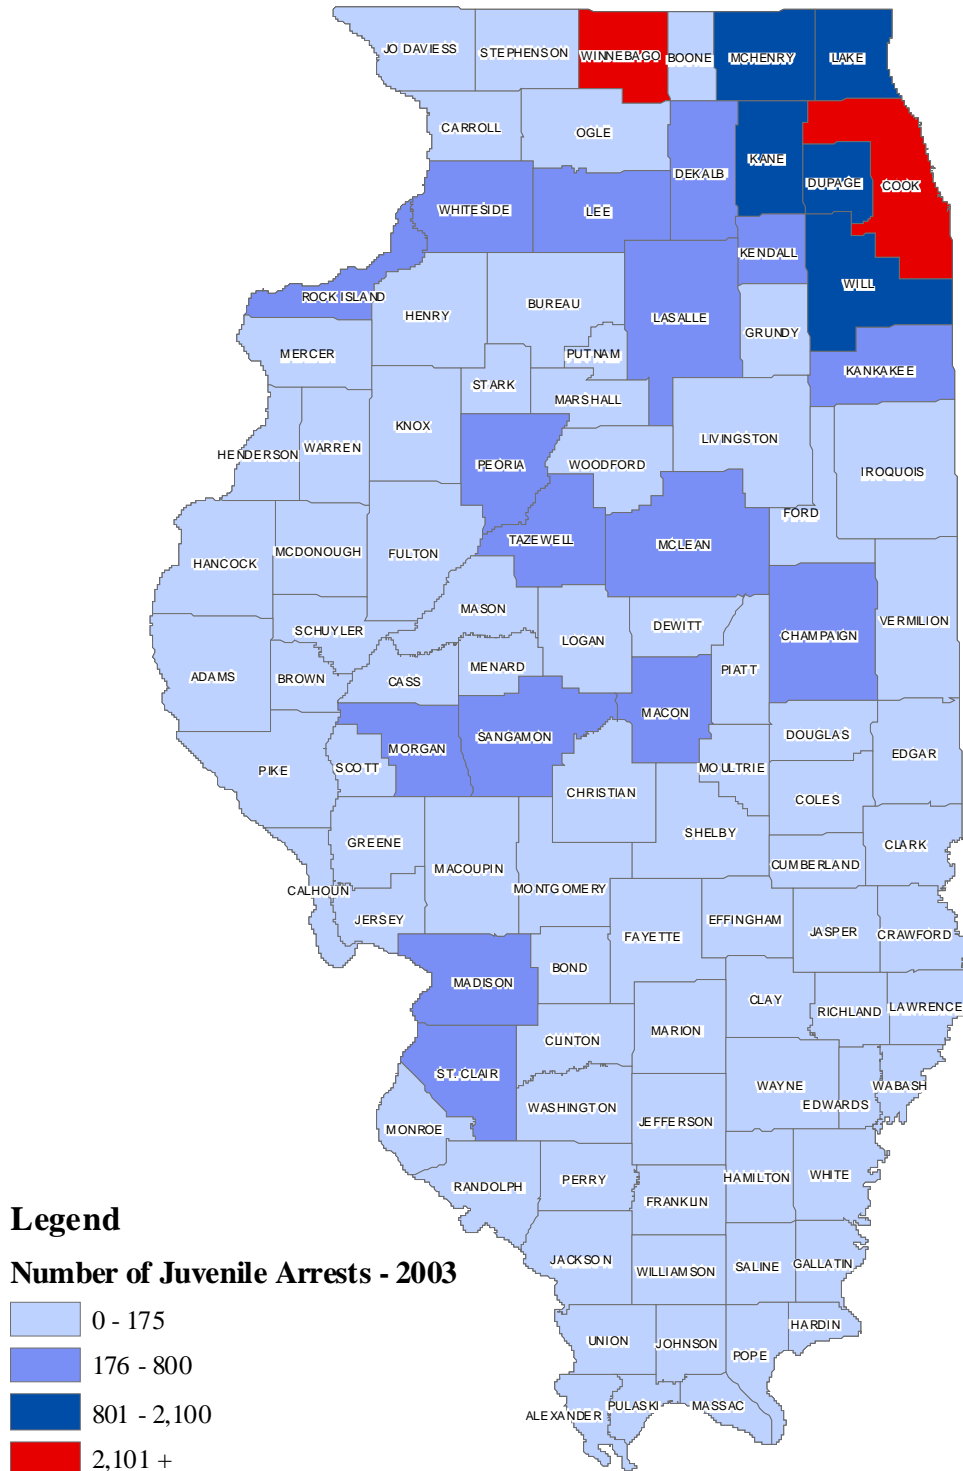 JO DAVIESS
STEPHENSON
WINNEBAGO
BOONE
MCHENRY
LAKE
CARROLL
OGLE
DEKALB
KANE
DUPAGE
COOK
WHITESIDE
LEE
KENDALL
ROCK ISLAND
HENRY
BUREAU
LASALLE
WILL
GRUNDY
MERCER
PUTNAM
KANKAKEE
STARK
MARSHALL
KNOX
HENDERSON
WARREN
PEORIA
WOODFORD
LIVINGSTON
IROQUOIS
FORD
HANCOCK
MCDONOUGH
FULTON
TAZEWELL
MCLEAN
MASON
SCHUYLER
LOGAN
DEWITT
CHAMPAIGN
VERMILION
ADAMS
BROWN
CASS
MENARD
PIATT
MACON
MORGAN
SANGAMON
DOUGLAS
EDGAR
PIKE
SCOTT
MOULTRIE
CHRISTIAN
COLES
SHELBY
GREENE
MACOUPIN
CUMBERLAND
CLARK
CALHOUN
MONTGOMERY
JERSEY
FAYETTE
EFFINGHAM
JASPER
CRAWFORD
BOND
MADISON
CLAY
RICHLAND
LAWRENCE
CLINTON
MARION
ST. CLAIR
WAYNE
EDWARDS
WABASH
WASHINGTON
JEFFERSON
MONROE
RANDOLPH
PERRY
HAMILTON
WHITE
FRANKLIN
JACKSON
WILLIAMSON
SALINE
GALLATIN
HARDIN
UNION
JOHNSON
POPE
ALEXANDER
PULASKI
MASSAC
Legend
Number of Juvenile Arrests - 2003
0 - 175
176 - 800
801 - 2,100
2,101 +